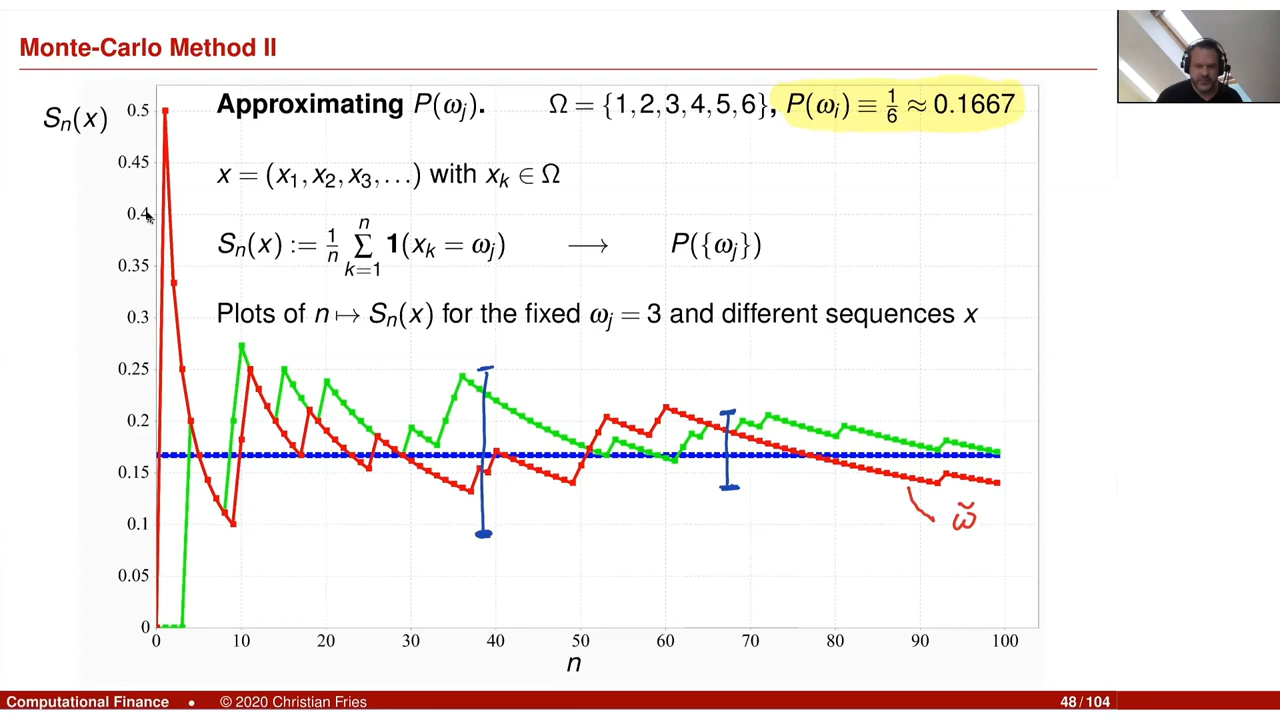 Monte-Carlo Method II
Sₙ(x)
Approximating P(ωⱼ). Ω = {1,2,3,4,5,6}, P(ωᵢ) ≡ 1/6 ≈ 0.1667
x = (x₁, x₂, x₃, …) with xₖ ∈ Ω
Sₙ(x) := 1/n ∑ₖ₌₁ⁿ 1(xₖ = ωⱼ) ⟶ P({ωⱼ})
Plots of n ↦ Sₙ(x) for the fixed ωⱼ = 3 and different sequences x
0.5
0.45
0.4
0.35
0.3
0.25
0.2
0.15
0.1
0.05
0
ω̃
0 10 20 30 40 50 60 70 80 90 100
n
Computational Finance • © 2020 Christian Fries 48/104